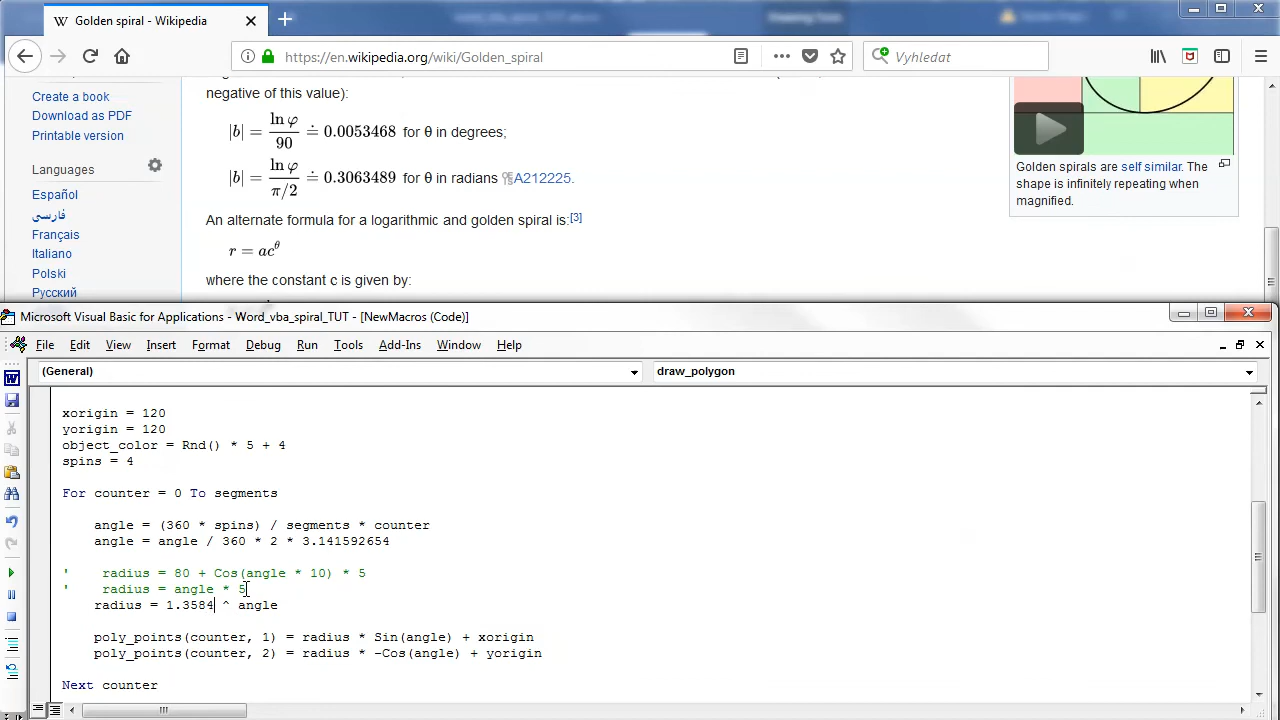 Golden spiral - Wikipedia
https://en.wikipedia.org/wiki/Golden_spiral
Vyhledat
Create a book
Download as PDF
Printable version
Languages
Español
فارسی
Français
Italiano
Polski
Русский
negative of this value):
|b| = ln φ / 90 ≐ 0.0053468 for θ in degrees;
|b| = ln φ / π/2 ≐ 0.3063489 for θ in radians A212225.
An alternate formula for a logarithmic and golden spiral is:[3]
r = ac^θ
where the constant c is given by:
Golden spirals are self similar. The
shape is infinitely repeating when
magnified.
Microsoft Visual Basic for Applications - Word_vba_spiral_TUT - [NewMacros (Code)]
File Edit View Insert Format Debug Run Tools Add-Ins Window Help
(General) draw_polygon
xorigin = 120
yorigin = 120
object_color = Rnd() * 5 + 4
spins = 4
For counter = 0 To segments
angle = (360 * spins) / segments * counter
angle = angle / 360 * 2 * 3.141592654
' radius = 80 + Cos(angle * 10) * 5
' radius = angle * 5
radius = 1.3584 ^ angle
poly_points(counter, 1) = radius * Sin(angle) + xorigin
poly_points(counter, 2) = radius * -Cos(angle) + yorigin
Next counter